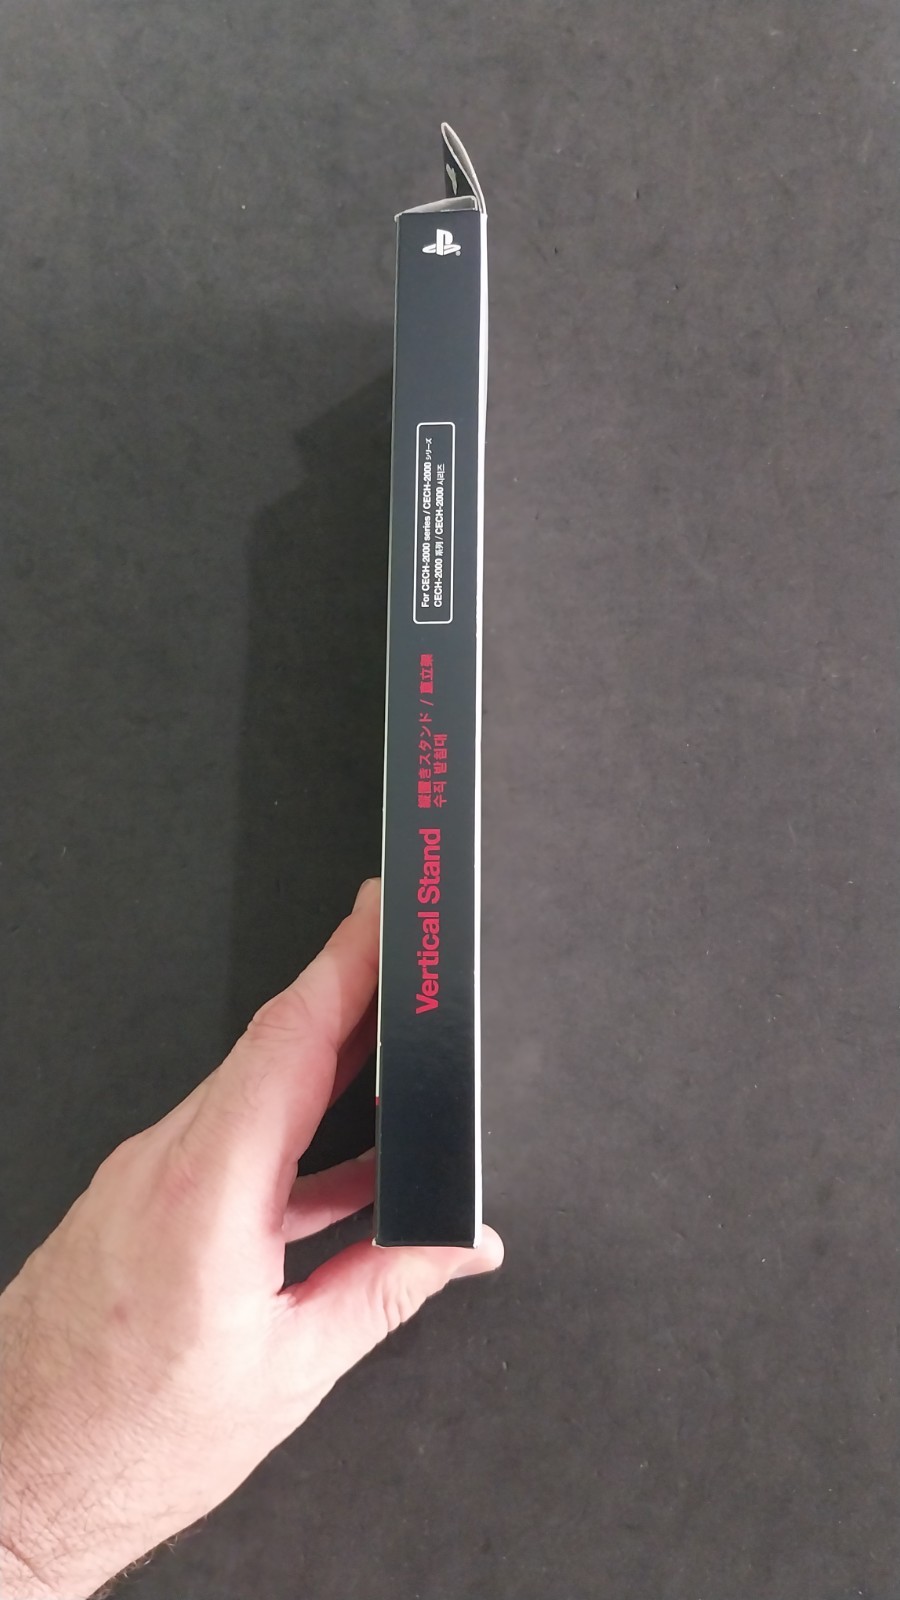 Vertical Stand
縦置きスタンド / 直立架
수직 받침대
For CECH-2000 series / CECH-2000 シリーズ
CECH-2000 系列 / CECH-2000 시리즈